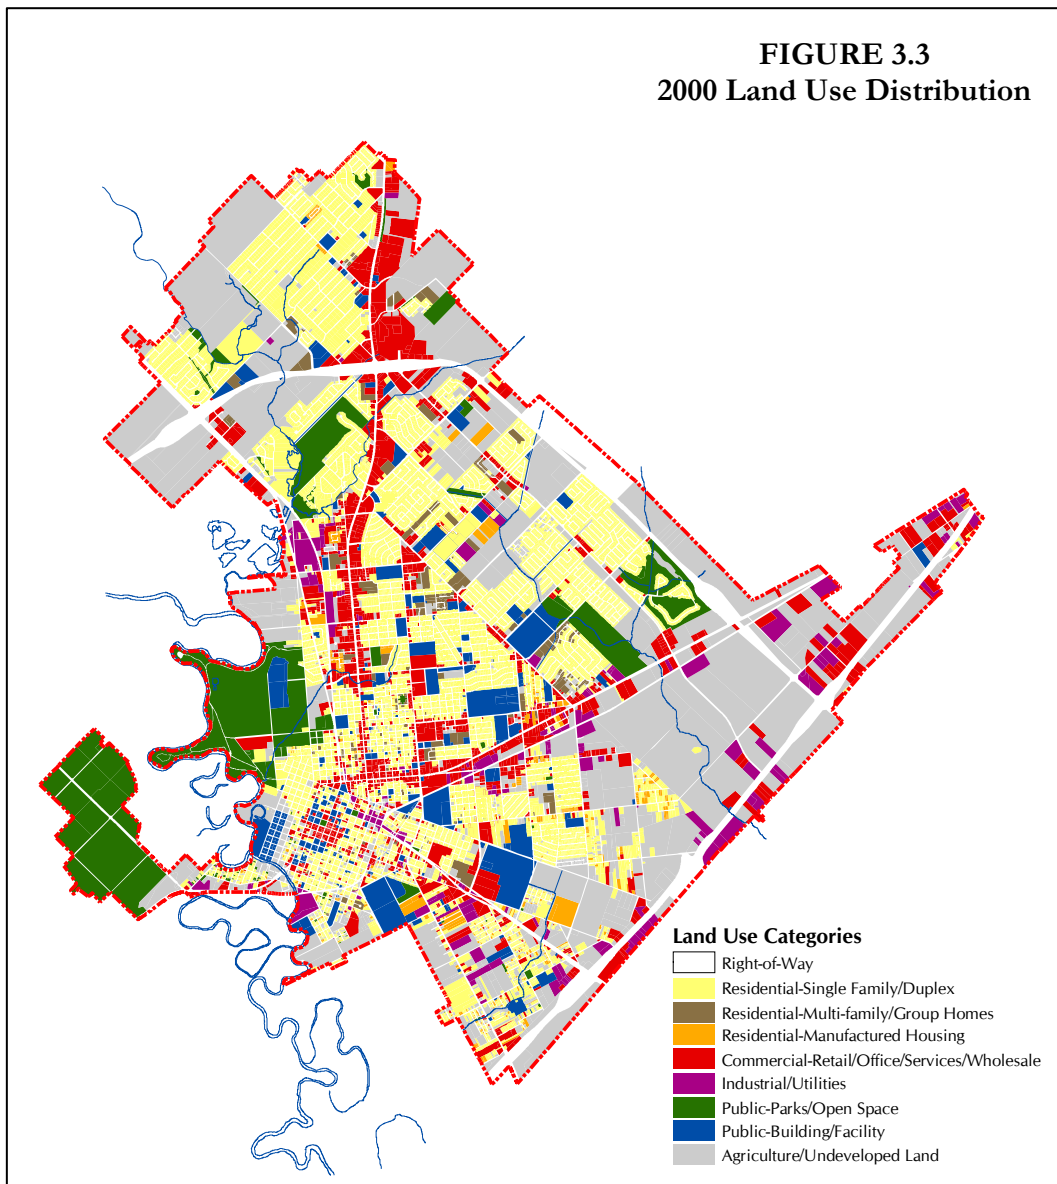 FIGURE 3.3
2000 Land Use Distribution
Land Use Categories
Right-of-Way
Residential-Single Family/Duplex
Residential-Multi-family/Group Homes
Residential-Manufactured Housing
Commercial-Retail/Office/Services/Wholesale
Industrial/Utilities
Public-Parks/Open Space
Public-Building/Facility
Agriculture/Undeveloped Land